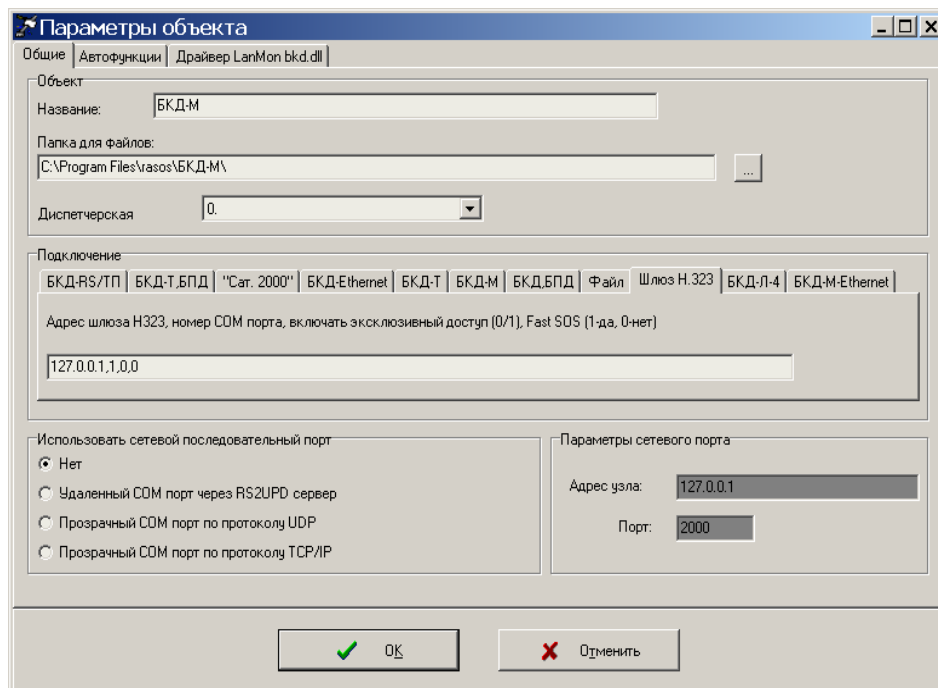 Параметры объекта
Общие Автофункции Драйвер LanMon bkd.dll
Объект
Название: БКД-М
Папка для файлов:
C:\Program Files\rasos\БКД-М\ ...
Диспетчерская 0.
Подключение
БКД-RS/ТП БКД-Т,БПД "Сат. 2000" БКД-Ethernet БКД-Т БКД-М БКД,БПД Файл Шлюз H.323 БКД-Л-4 БКД-М-Ethernet
Адрес шлюза H323, номер COM порта, включать эксклюзивный доступ (0/1), Fast SOS (1-да, 0-нет)
127.0.0.1,1,0,0
Использовать сетевой последовательный порт
Нет
Удаленный COM порт через RS2UPD сервер
Прозрачный COM порт по протоколу UDP
Прозрачный COM порт по протоколу TCP/IP
Параметры сетевого порта
Адрес узла: 127.0.0.1
Порт: 2000
OK Отменить